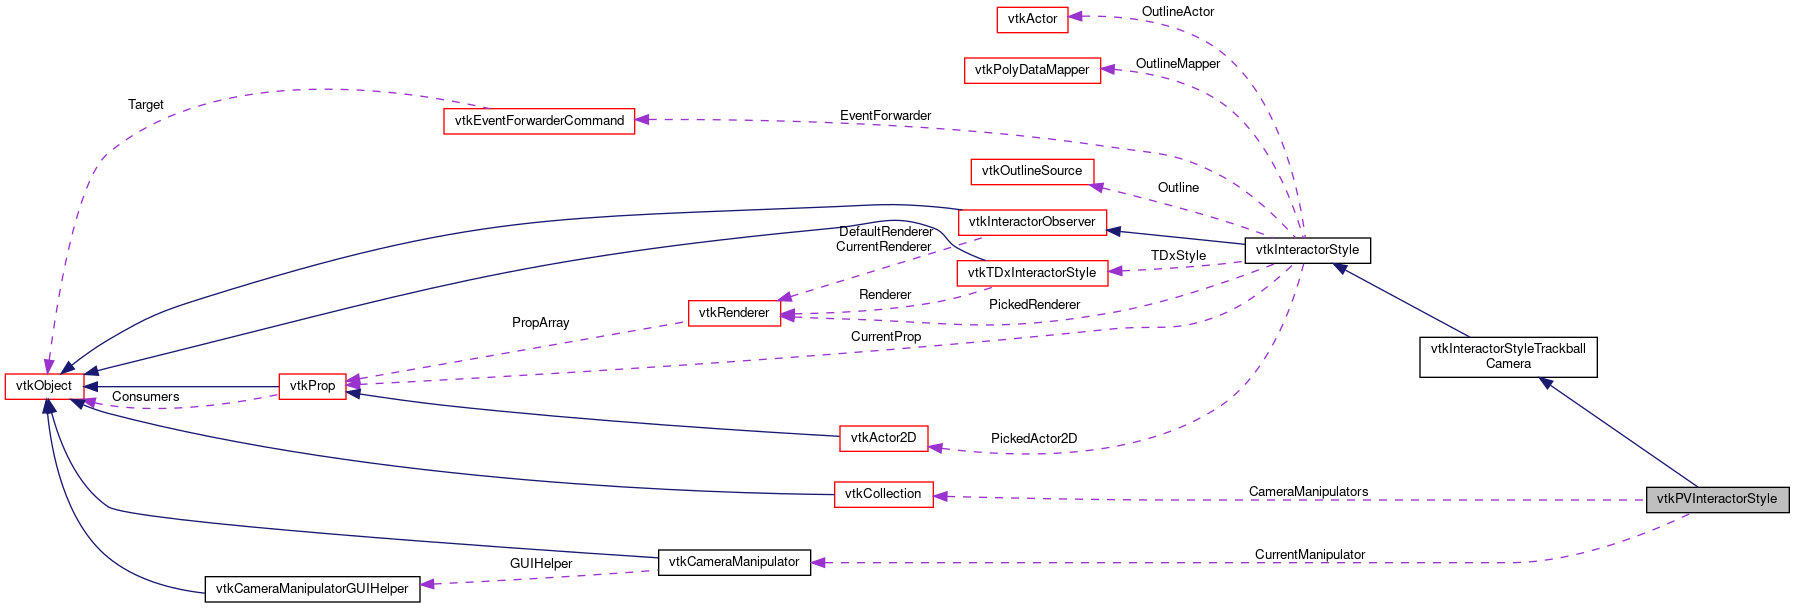 OutlineActor
vtkActor
OutlineMapper
vtkPolyDataMapper
Target
EventForwarder
vtkEventForwarderCommand
vtkOutlineSource
Outline
vtkInteractorObserver
DefaultRenderer
CurrentRenderer
vtkInteractorStyle
TDxStyle
vtkTDxInteractorStyle
Renderer
PickedRenderer
vtkRenderer
PropArray
CurrentProp
vtkInteractorStyleTrackball
Camera
vtkObject
vtkProp
Consumers
vtkActor2D
PickedActor2D
vtkCollection
CameraManipulators
vtkPVInteractorStyle
CurrentManipulator
vtkCameraManipulator
GUIHelper
vtkCameraManipulatorGUIHelper